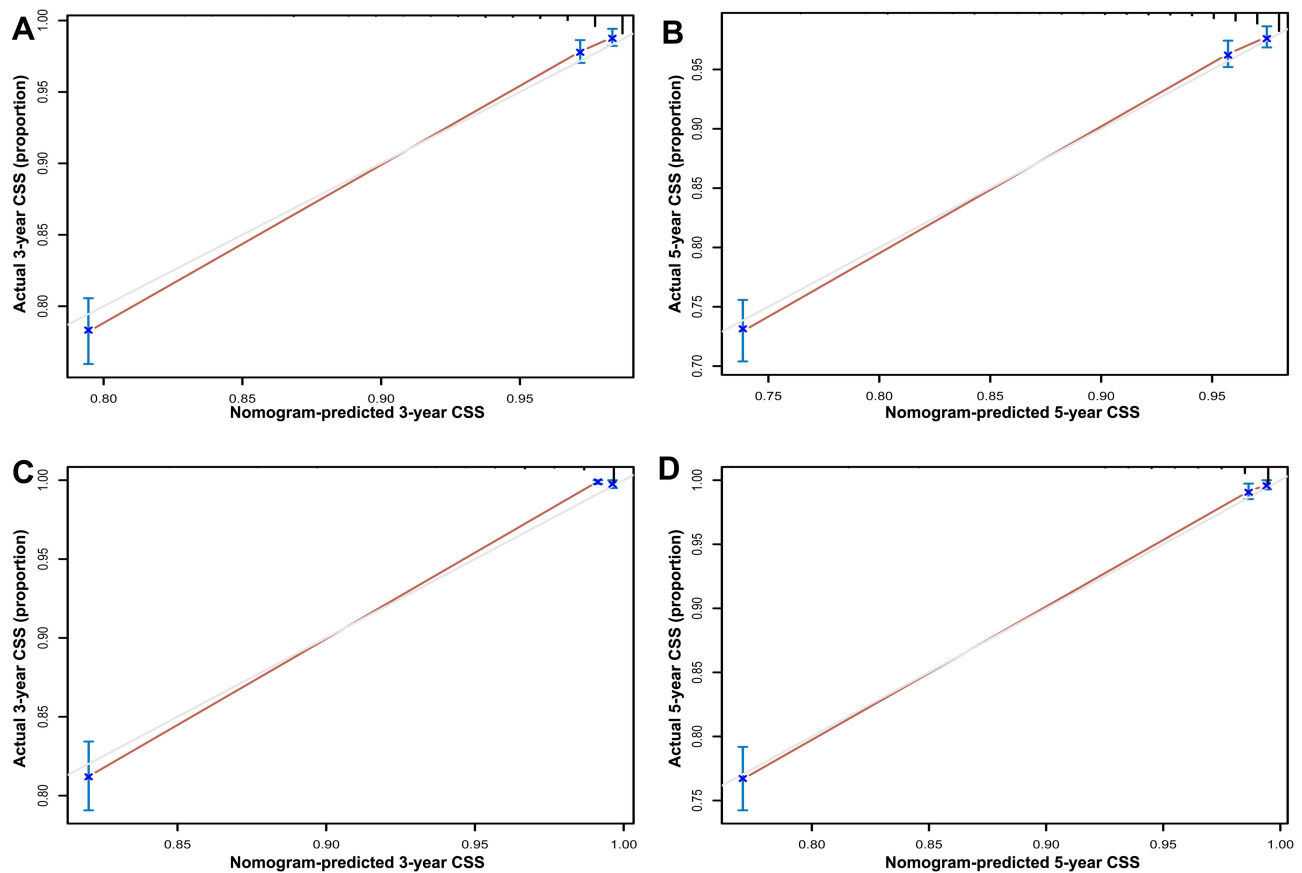 A
Actual 3-year CSS (proportion)
1.00
0.95
0.90
0.85
0.80
0.80 0.85 0.90 0.95
Nomogram-predicted 3-year CSS
B
Actual 5-year CSS (proportion)
0.95
0.90
0.85
0.80
0.75
0.70
0.75 0.80 0.85 0.90 0.95
Nomogram-predicted 5-year CSS
C
Actual 3-year CSS (proportion)
1.00
0.95
0.90
0.85
0.80
0.85 0.90 0.95 1.00
Nomogram-predicted 3-year CSS
D
Actual 5-year CSS (proportion)
1.00
0.95
0.90
0.85
0.80
0.75
0.80 0.85 0.90 0.95 1.00
Nomogram-predicted 5-year CSS